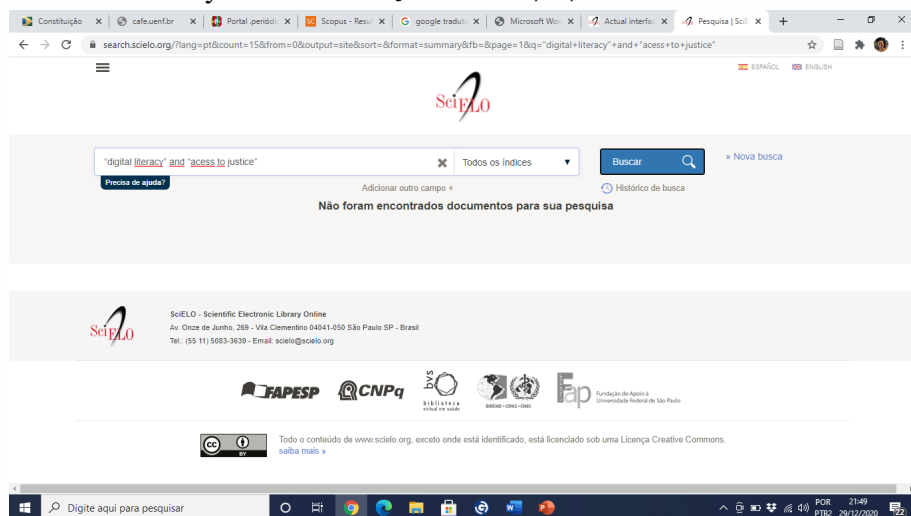 Constituição
cafe.uenf.br
Portal .periódic
Scopus - Resul
google traduto
Microsoft Wor
Actual interfac
Pesquisa | SciE
search.scielo.org/?lang=pt&count=15&from=0&output=site&sort=&format=summary&fb=&page=1&q="digital+literacy"+and+"acess+to+justice"
ESPAÑOL ENGLISH
SciELO
"digital literacy" and "acess to justice"
Todos os índices
Buscar
» Nova busca
Precisa de ajuda?
Adicionar outro campo +
Histórico de busca
Não foram encontrados documentos para sua pesquisa
SciELO
SciELO - Scientific Electronic Library Online
Av. Onze de Junho, 269 - Vila Clementino 04041-050 São Paulo SP - Brasil
Tel.: (55 11) 5083-3639 - Email: scielo@scielo.org
FAPESP
CNPq
bvs
biblioteca
virtual em saúde
BIREME • OPAS • OMS
Fap
Fundação de Apoio à
Universidade Federal de São Paulo
cc BY
Todo o conteúdo de www.scielo.org, exceto onde está identificado, está licenciado sob uma Licença Creative Commons.
saiba mais »
Digite aqui para pesquisar
POR 21:49
PTB2 29/12/2020
22